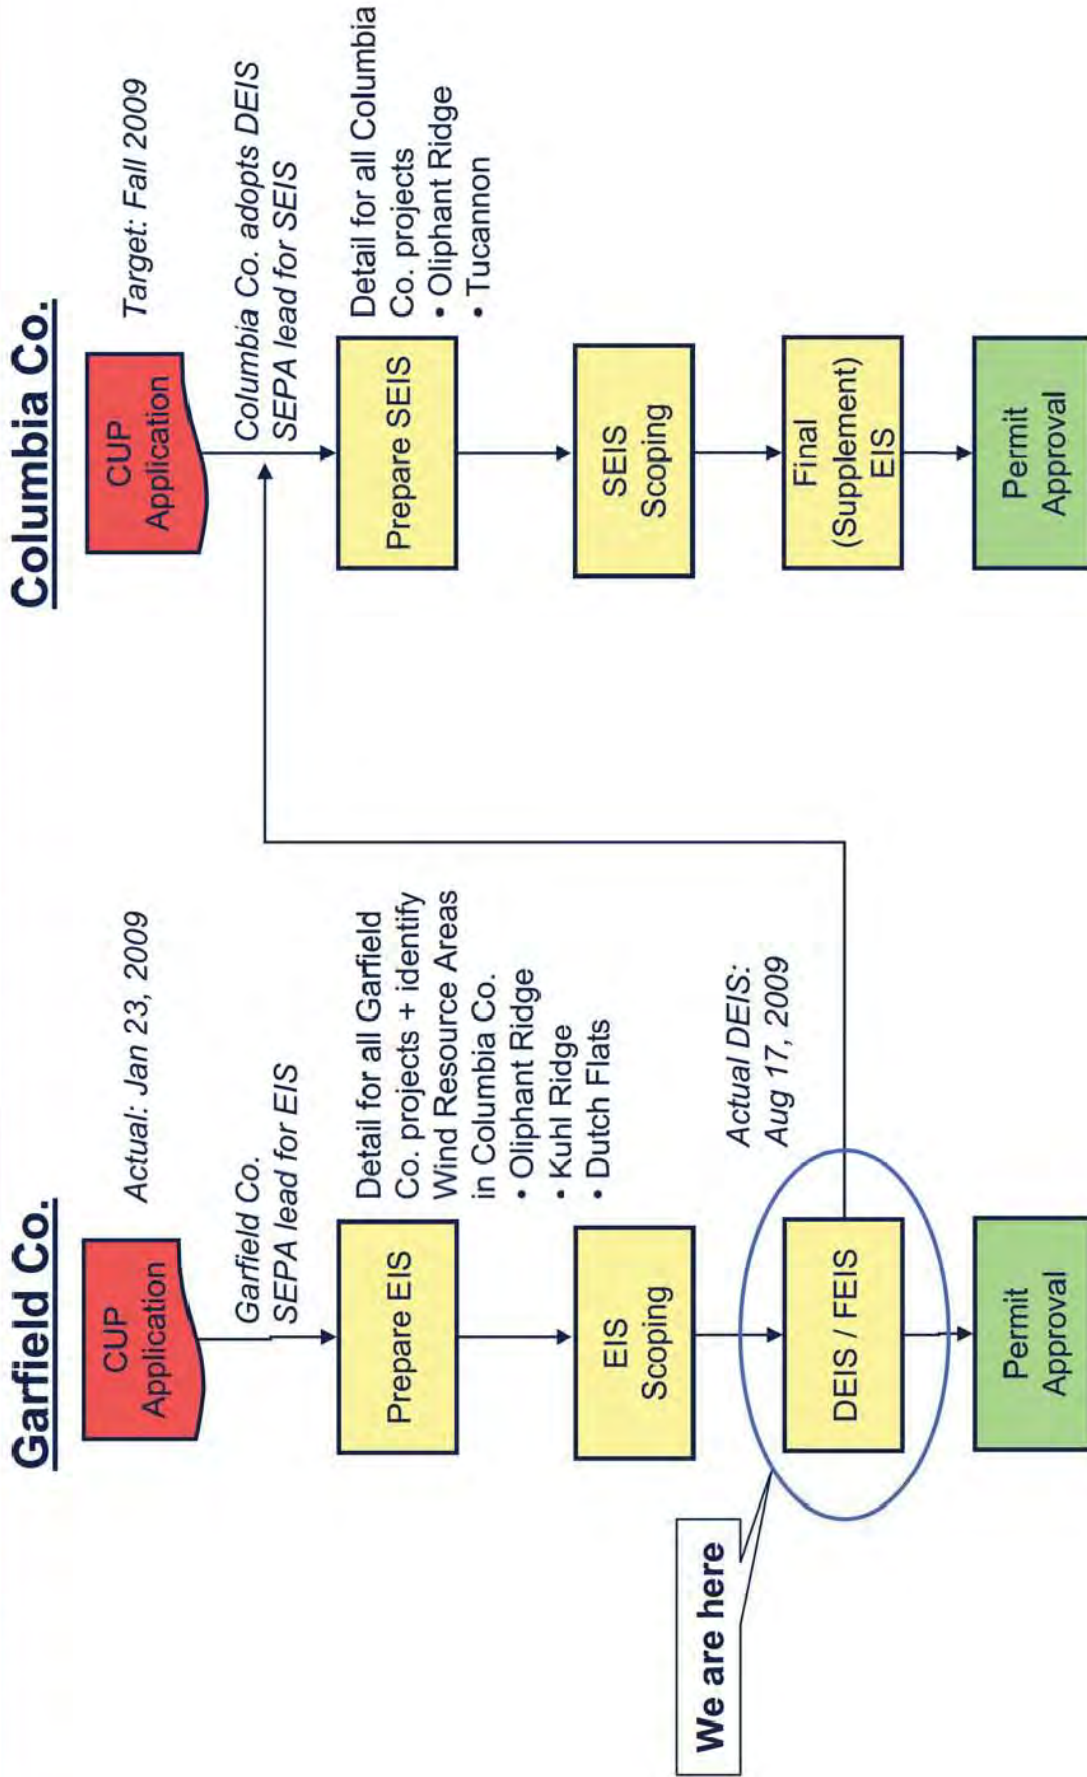 Garfield Co.
CUP
Application
Actual: Jan 23, 2009
Garfield Co.
SEPA lead for EIS
Prepare EIS
Detail for all Garfield
Co. projects + identify
Wind Resource Areas
in Columbia Co.
• Oliphant Ridge
• Kuhl Ridge
• Dutch Flats
EIS
Scoping
We are here
DEIS / FEIS
Actual DEIS:
Aug 17, 2009
Permit
Approval
Columbia Co.
CUP
Application
Target: Fall 2009
Columbia Co. adopts DEIS
SEPA lead for SEIS
Prepare SEIS
Detail for all Columbia
Co. projects
• Oliphant Ridge
• Tucannon
SEIS
Scoping
Final
(Supplement)
EIS
Permit
Approval